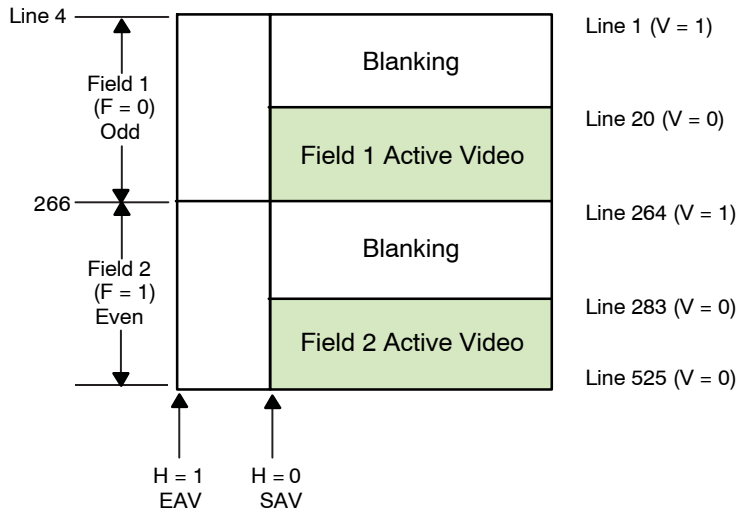 Line 4
Field 1
(F = 0)
Odd
266
Field 2
(F = 1)
Even
Blanking
Field 1 Active Video
Blanking
Field 2 Active Video
Line 1 (V = 1)
Line 20 (V = 0)
Line 264 (V = 1)
Line 283 (V = 0)
Line 525 (V = 0)
H = 1
EAV
H = 0
SAV